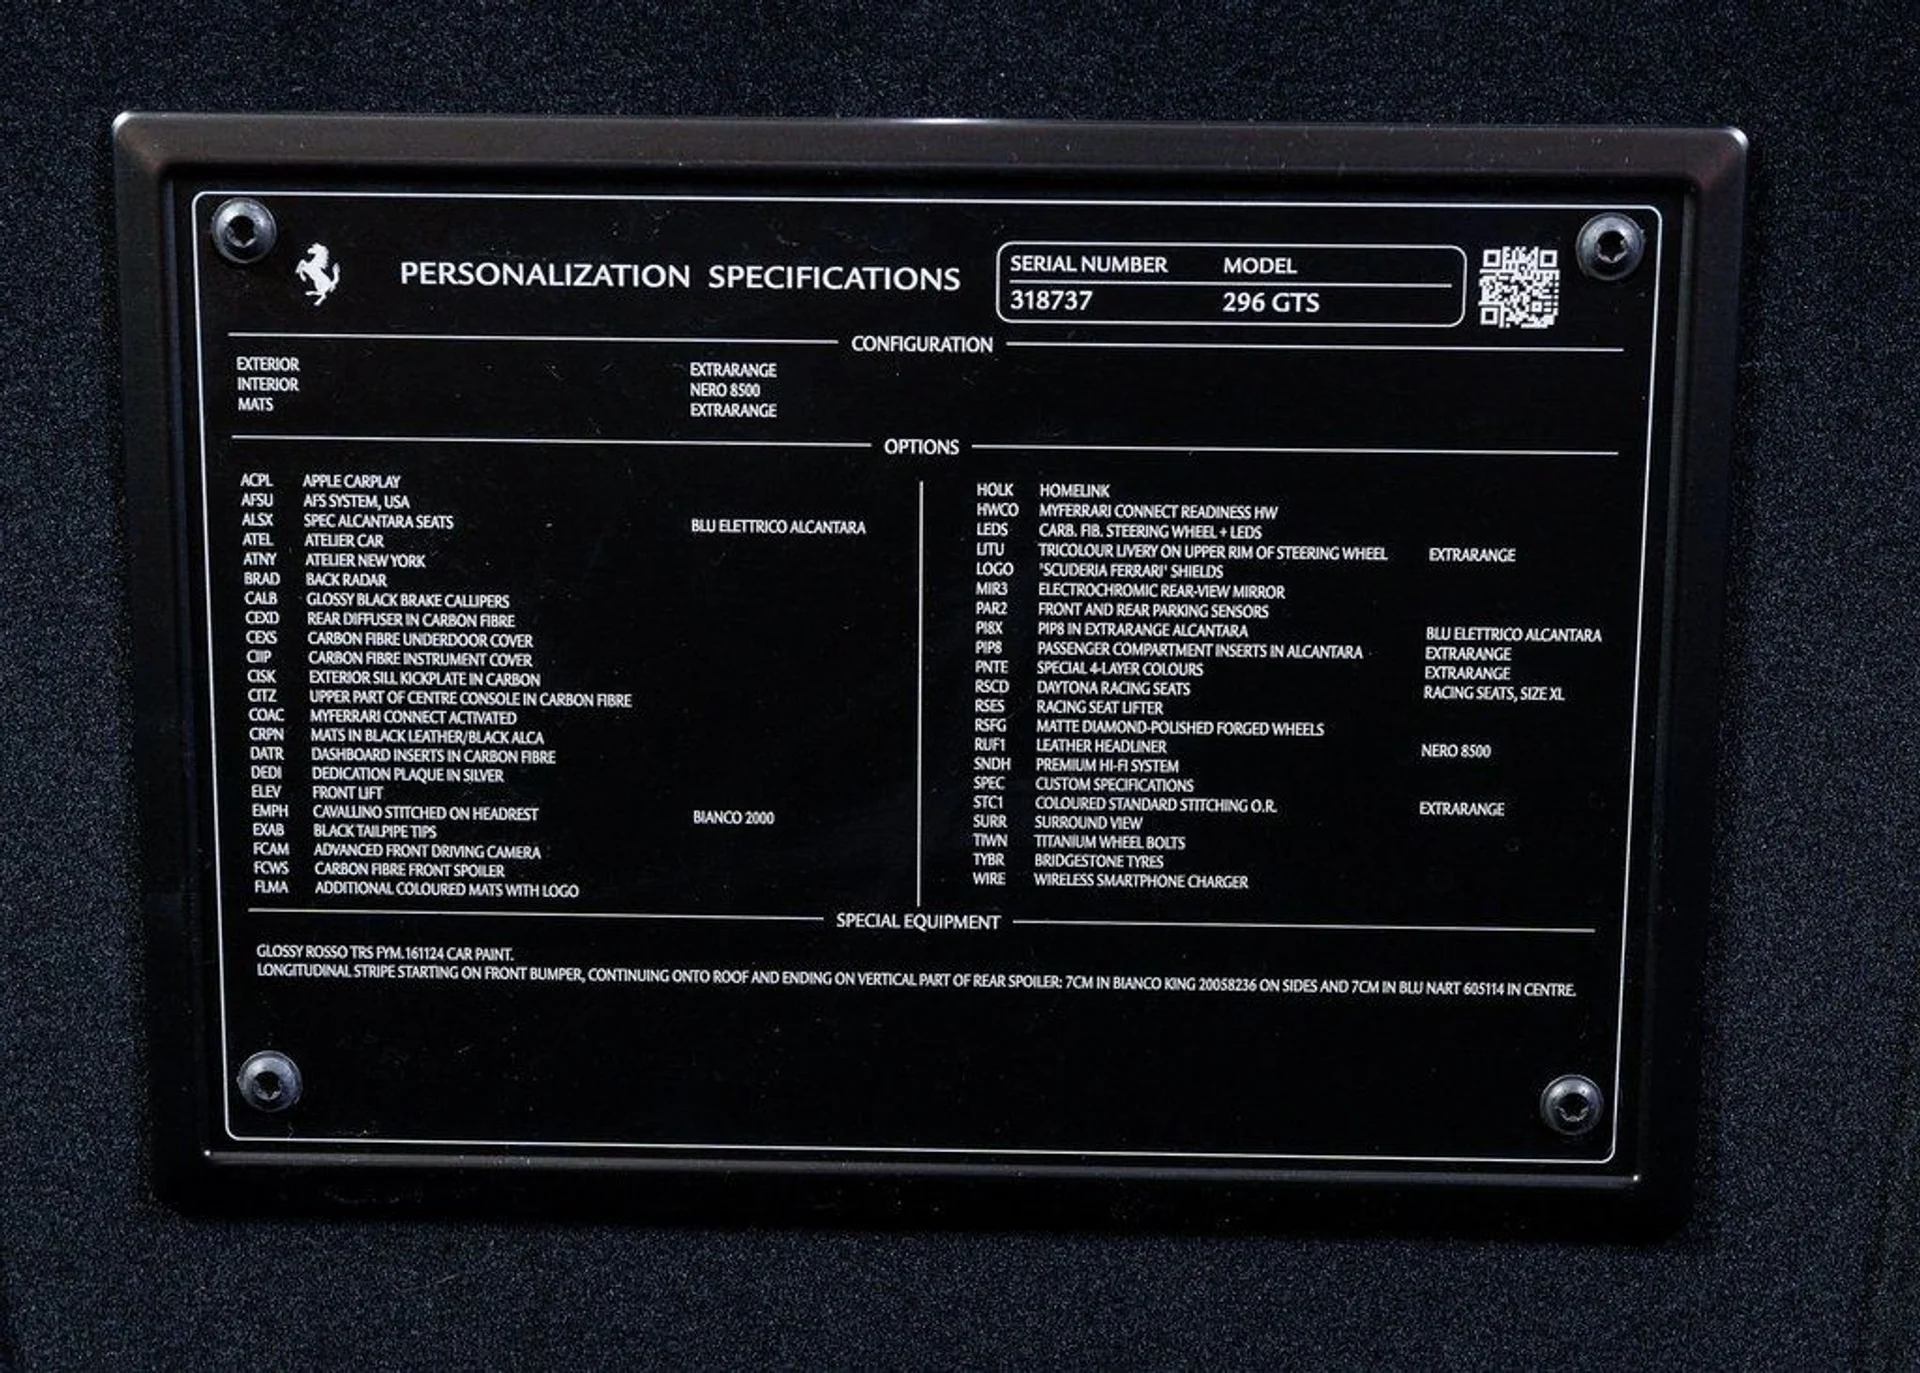 PERSONALIZATION SPECIFICATIONS
SERIAL NUMBER MODEL
318737 296 GTS
CONFIGURATION
EXTERIOR EXTRARANGE
INTERIOR NERO 8500
MATS EXTRARANGE
OPTIONS
ACPL APPLE CARPLAY
AFSU AFS SYSTEM, USA
ALSX SPEC ALCANTARA SEATS BLU ELETTRICO ALCANTARA
ATEL ATELIER CAR
ATNY ATELIER NEW YORK
BRAD BACK RADAR
CALB GLOSSY BLACK BRAKE CALLIPERS
CEXD REAR DIFFUSER IN CARBON FIBRE
CEXS CARBON FIBRE UNDERDOOR COVER
CIIP CARBON FIBRE INSTRUMENT COVER
CISK EXTERIOR SILL KICKPLATE IN CARBON
CITZ UPPER PART OF CENTRE CONSOLE IN CARBON FIBRE
COAC MYFERRARI CONNECT ACTIVATED
CRPN MATS IN BLACK LEATHER/BLACK ALCA
DATR DASHBOARD INSERTS IN CARBON FIBRE
DEDI DEDICATION PLAQUE IN SILVER
ELEV FRONT LIFT
EMPH CAVALLINO STITCHED ON HEADREST BIANCO 2000
EXAB BLACK TAILPIPE TIPS
FCAM ADVANCED FRONT DRIVING CAMERA
FCWS CARBON FIBRE FRONT SPOILER
FLMA ADDITIONAL COLOURED MATS WITH LOGO
HOLK HOMELINK
HWCO MYFERRARI CONNECT READINESS HW
LEDS CARB. FIB. STEERING WHEEL + LEDS
LITU TRICOLOUR LIVERY ON UPPER RIM OF STEERING WHEEL EXTRARANGE
LOGO 'SCUDERIA FERRARI' SHIELDS
MIR3 ELECTROCHROMIC REAR-VIEW MIRROR
PAR2 FRONT AND REAR PARKING SENSORS
PI8X PIP8 IN EXTRARANGE ALCANTARA BLU ELETTRICO ALCANTARA
PIP8 PASSENGER COMPARTMENT INSERTS IN ALCANTARA EXTRARANGE
PNTE SPECIAL 4-LAYER COLOURS EXTRARANGE
RSCD DAYTONA RACING SEATS RACING SEATS, SIZE XL
RSES RACING SEAT LIFTER
RSFG MATTE DIAMOND-POLISHED FORGED WHEELS
RUF1 LEATHER HEADLINER NERO 8500
SNDH PREMIUM HI-FI SYSTEM
SPEC CUSTOM SPECIFICATIONS
STC1 COLOURED STANDARD STITCHING O.R. EXTRARANGE
SURR SURROUND VIEW
TIWN TITANIUM WHEEL BOLTS
TYBR BRIDGESTONE TYRES
WIRE WIRELESS SMARTPHONE CHARGER
SPECIAL EQUIPMENT
GLOSSY ROSSO TRS FYM.161124 CAR PAINT.
LONGITUDINAL STRIPE STARTING ON FRONT BUMPER, CONTINUING ONTO ROOF AND ENDING ON VERTICAL PART OF REAR SPOILER: 7CM IN BIANCO KING 20058236 ON SIDES AND 7CM IN BLU NART 605114 IN CENTRE.